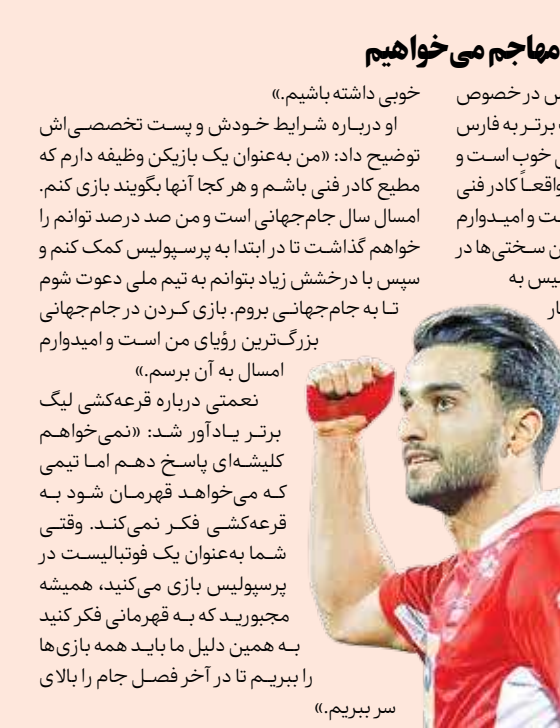 مهاجم می‌خواهیم
س در خصوص
برتر به فارس
ی خوب است و
واقعاً کادر فنی
ت و امیدوارم
ن سختی‌ها در
لیس به
ار
خوبی داشته باشیم.»
او درباره شرایط خودش و پست تخصصی‌اش
توضیح داد: «من به‌عنوان یک بازیکن وظیفه دارم که
مطیع کادر فنی باشم و هر کجا آنها بگویند بازی کنم.
امسال سال جام‌جهانی است و من صد درصد توانم را
خواهم گذاشت تا در ابتدا به پرسپولیس کمک کنم و
سپس با درخشش زیاد بتوانم به تیم ملی دعوت شوم
تا به جام‌جهانی بروم. بازی کردن در جام‌جهانی
بزرگ‌ترین رؤیای من است و امیدوارم
امسال به آن برسم.»
نعمتی درباره قرعه‌کشی لیگ
برتر یادآور شد: «نمی‌خواهم
کلیشه‌ای پاسخ دهم اما تیمی
که می‌خواهد قهرمان شود به
قرعه‌کشی فکر نمی‌کند. وقتی
شما به‌عنوان یک فوتبالیست در
پرسپولیس بازی می‌کنید، همیشه
مجبورید که به قهرمانی فکر کنید
به همین دلیل ما باید همه بازی‌ها
را ببریم تا در آخر فصل جام را بالای
سر ببریم.»